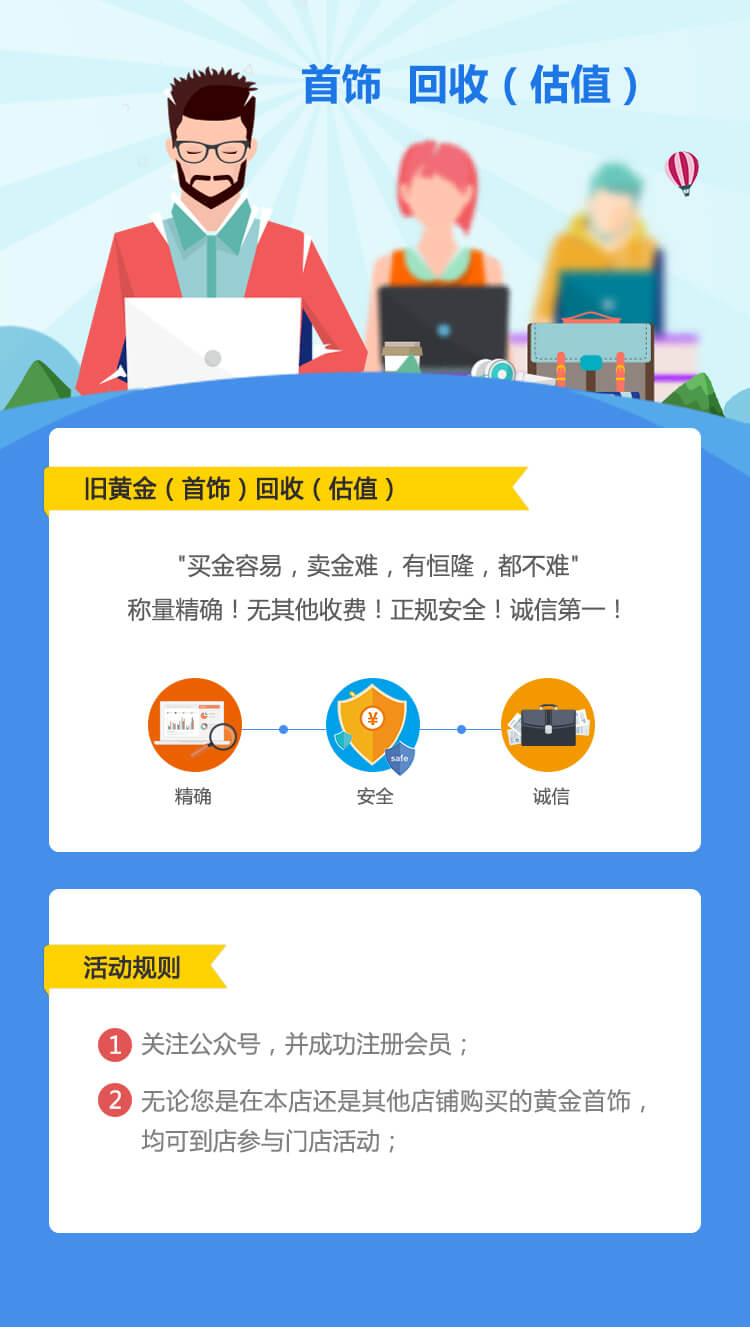 首饰 回收（估值）
旧黄金（首饰）回收（估值）
"买金容易，卖金难，有恒隆，都不难"
称量精确！无其他收费！正规安全！诚信第一！
¥
safe
精确 安全 诚信
活动规则
1 关注公众号，并成功注册会员；
2 无论您是在本店还是其他店铺购买的黄金首饰，
均可到店参与门店活动；